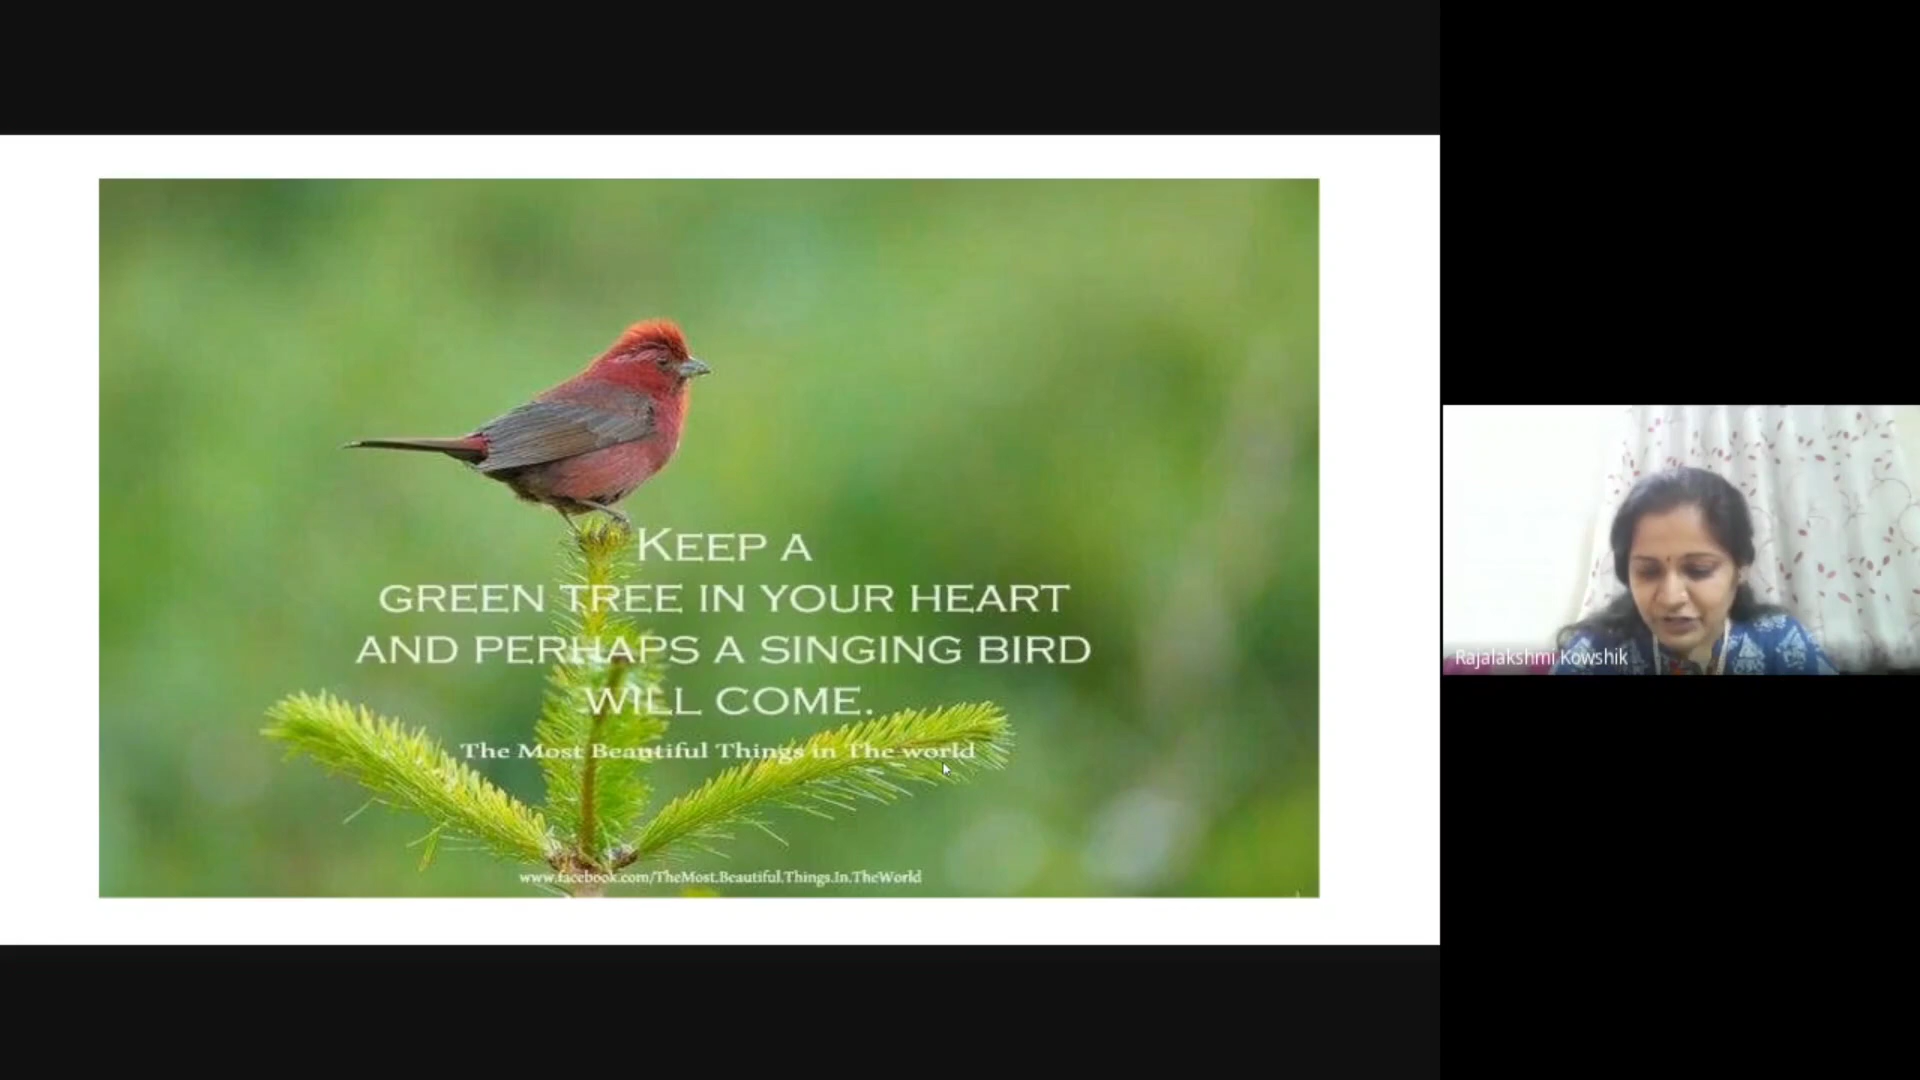 KEEP A
GREEN TREE IN YOUR HEART
AND PERHAPS A SINGING BIRD
WILL COME.
The Most Beautiful Things in The world
www.facebook.com/TheMost.Beautiful.Things.In.TheWorld
Rajalakshmi Kowshik